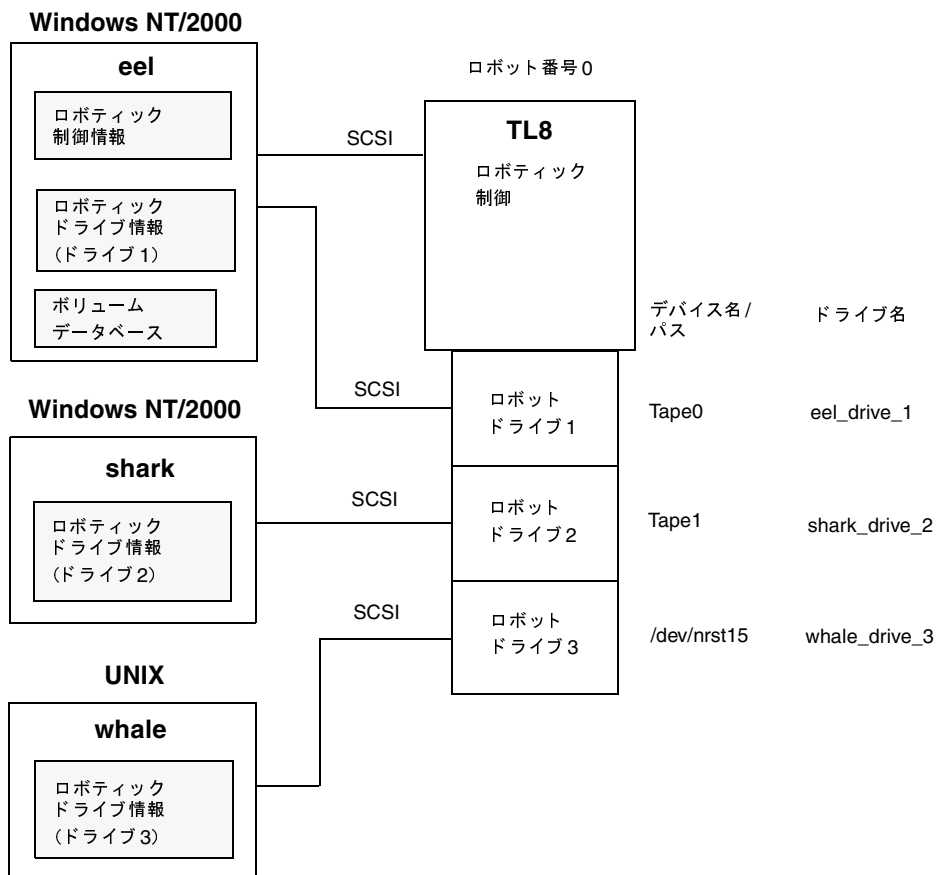 Windows NT/2000
eel
ロボティック
制御情報
ロボティック
ドライブ情報
(ドライブ1)
ボリューム
データベース
SCSI
ロボット番号0
TL8
ロボティック
制御
デバイス名/
パス
ドライブ名
SCSI
ロボット
ドライブ1
Tape0
eel_drive_1
Windows NT/2000
shark
ロボティック
ドライブ情報
(ドライブ2)
SCSI
ロボット
ドライブ2
Tape1
shark_drive_2
SCSI
ロボット
ドライブ3
/dev/nrst15
whale_drive_3
UNIX
whale
ロボティック
ドライブ情報
(ドライブ3)